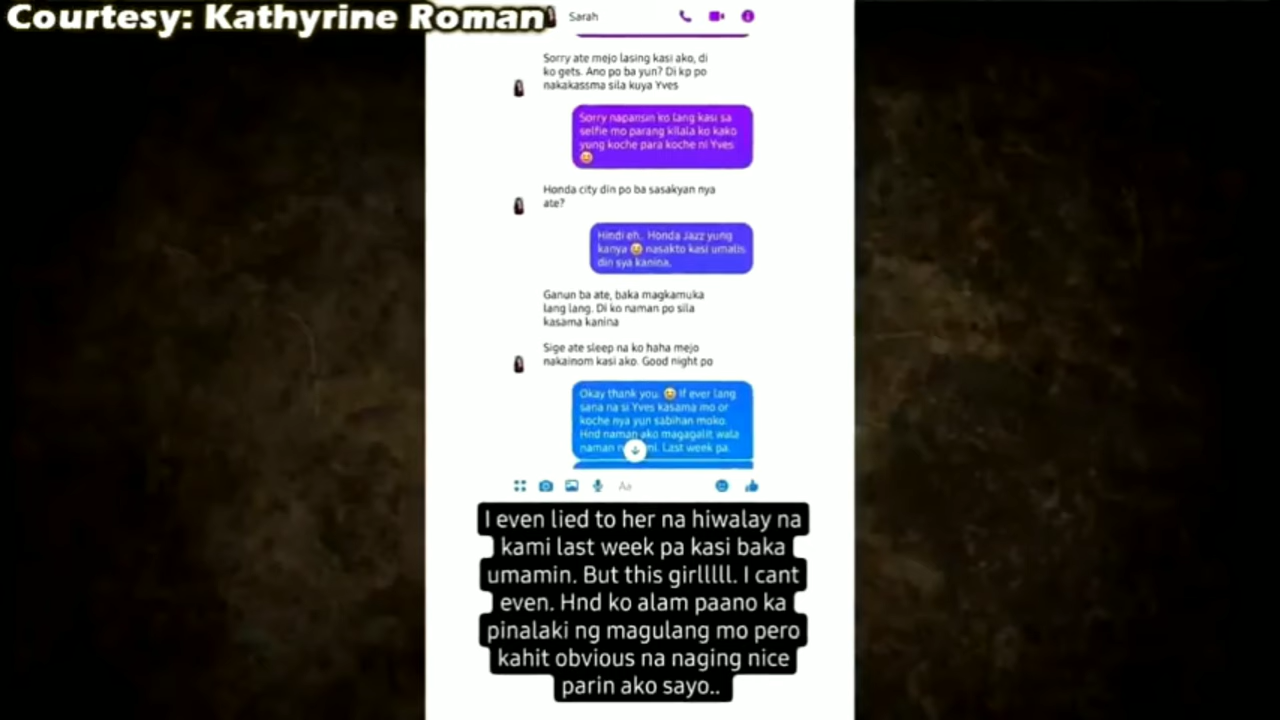 Courtesy: Kathyrine Roman
Sarah
Sorry ate mejo lasing kasi ako, di
ko gets. Ano po ba yun? Di kp po
nakakassma sila kuya Yves
Sorry napansin ko lang kasi sa
selfie mo parang kilala ko kako
yung koche para koche ni Yves
Honda city din po ba sasakyan nya
ate?
Hindi eh.. Honda Jazz yung
kanya 😆 nasakto kasi umalis
din sya kanina.
Ganun ba ate, baka magkamuka
lang lang. Di ko naman po sila
kasama kanina
Sige ate sleep na ko haha mejo
nakainom kasi ako. Good night po
Okay thank you. 😆 If ever lang
sana na si Yves kasama mo or
koche nya yun sabihan moko.
Hnd naman ako magagalit wala
naman Last week pa.
Aa
I even lied to her na hiwalay na
kami last week pa kasi baka
umamin. But this girlllll. I cant
even. Hnd ko alam paano ka
pinalaki ng magulang mo pero
kahit obvious na naging nice
parin ako sayo..